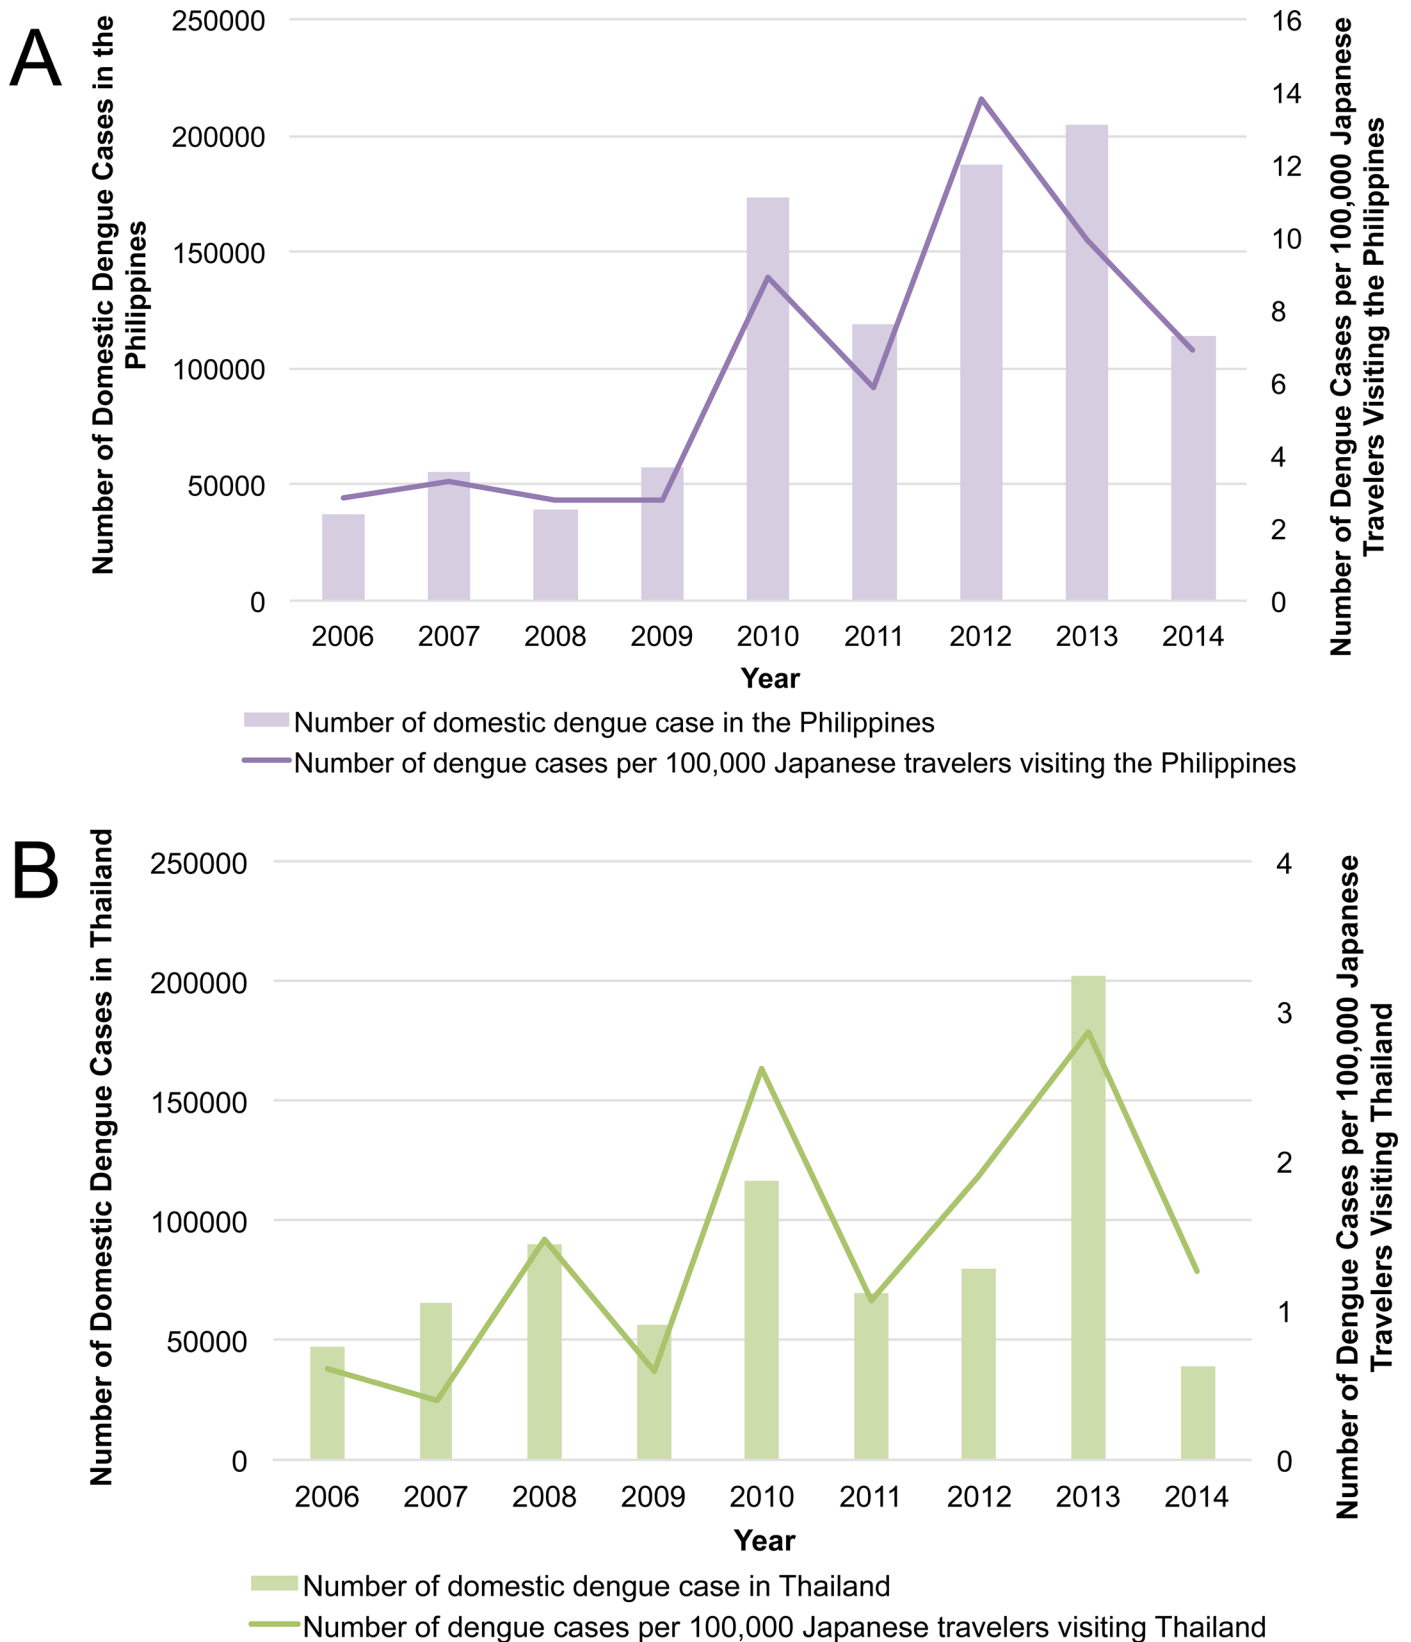 A
Number of Domestic Dengue Cases in the
Philippines
250000
200000
150000
100000
50000
0
16
14
12
10
8
6
4
2
0
Number of Dengue Cases per 100,000 Japanese
Travelers Visiting the Philippines
2006 2007 2008 2009 2010 2011 2012 2013 2014
Year
Number of domestic dengue case in the Philippines
Number of dengue cases per 100,000 Japanese travelers visiting the Philippines
B
Number of Domestic Dengue Cases in Thailand
250000
200000
150000
100000
50000
0
4
3
2
1
0
Number of Dengue Cases per 100,000 Japanese
Travelers Visiting Thailand
2006 2007 2008 2009 2010 2011 2012 2013 2014
Year
Number of domestic dengue case in Thailand
Number of dengue cases per 100,000 Japanese travelers visiting Thailand